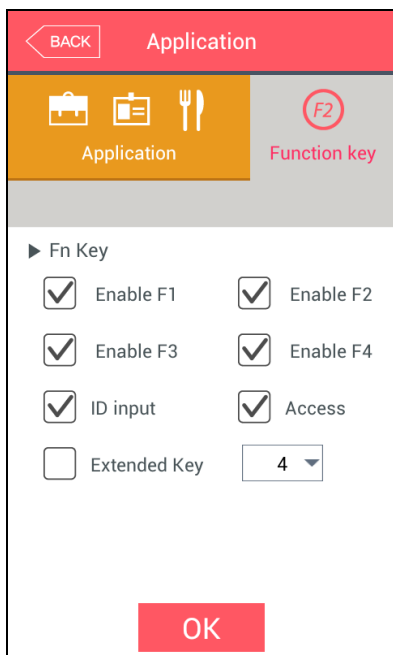 BACK Application
F2
Application Function key
▶ Fn Key
Enable F1 Enable F2
Enable F3 Enable F4
ID input Access
Extended Key 4
OK